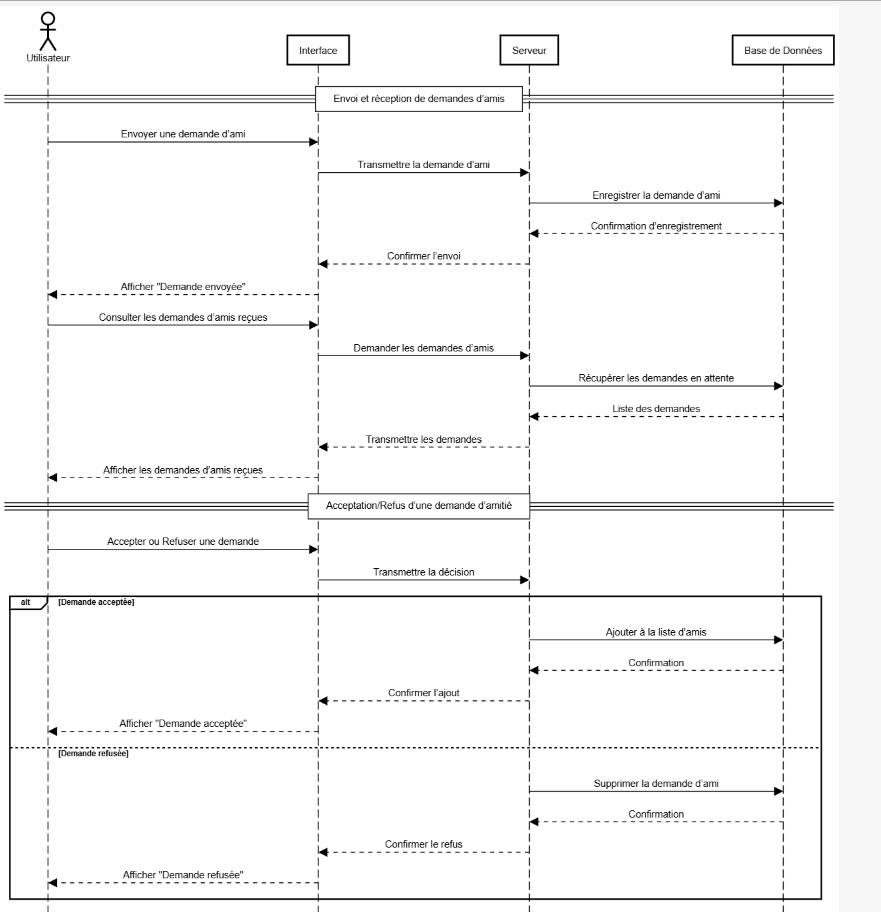 Utilisateur
Interface
Serveur
Base de Données
Envoi et réception de demandes d'amis
Envoyer une demande d'ami
Transmettre la demande d'ami
Enregistrer la demande d'ami
Confirmation d'enregistrement
Confirmer l'envoi
Afficher "Demande envoyée"
Consulter les demandes d'amis reçues
Demander les demandes d'amis
Récupérer les demandes en attente
Liste des demandes
Transmettre les demandes
Afficher les demandes d'amis reçues
Acceptation/Refus d'une demande d'amitié
Accepter ou Refuser une demande
Transmettre la décision
alt [Demande acceptée]
Ajouter à la liste d'amis
Confirmation
Confirmer l'ajout
Afficher "Demande acceptée"
[Demande refusée]
Supprimer la demande d'ami
Confirmation
Confirmer le refus
Afficher "Demande refusée"